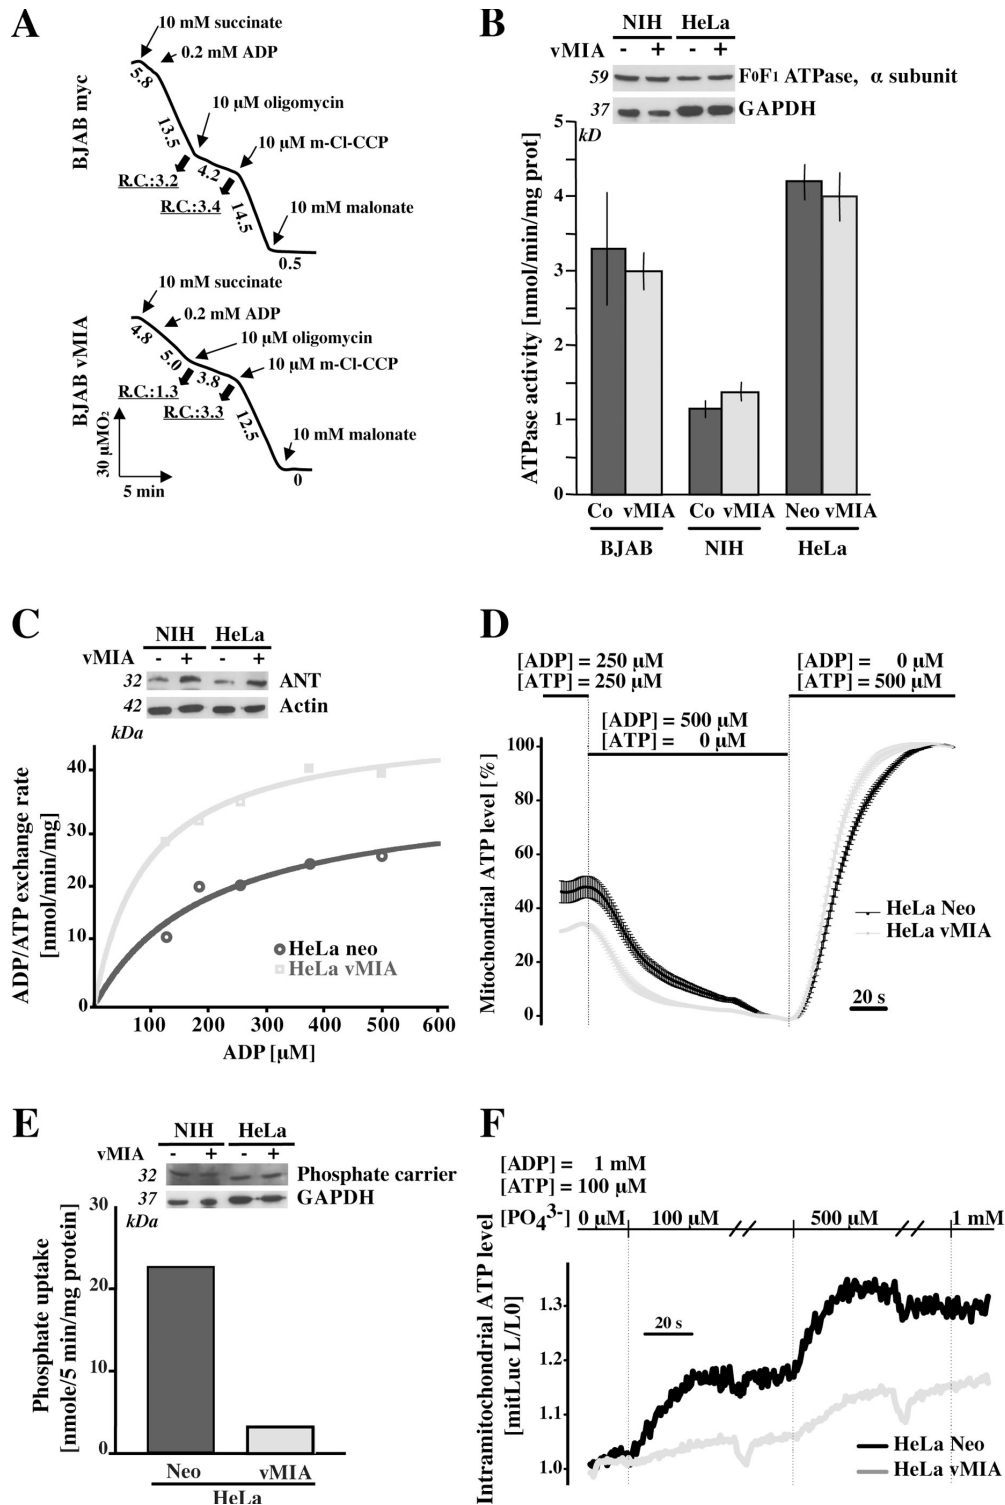 A
10 mM succinate
0.2 mM ADP
5.8
10 µM oligomycin
13.5
10 µM m-Cl-CCP
4.2
R.C.:3.2
R.C.:3.4
14.5
10 mM malonate
0.5
BJAB myc
10 mM succinate
0.2 mM ADP
4.8
10 µM oligomycin
5.0
10 µM m-Cl-CCP
3.8
R.C.:1.3
R.C.:3.3
12.5
10 mM malonate
0
BJAB vMIA
30 µMO₂
5 min
B
NIH HeLa
vMIA - + - +
59 F0F1 ATPase, α subunit
37 GAPDH
kD
ATPase activity [nmol/min/mg prot]
5
4
3
2
1
0
Co vMIA Co vMIA Neo vMIA
BJAB NIH HeLa
C
NIH HeLa
vMIA - + - +
32 ANT
42 Actin
kDa
ADP/ATP exchange rate
[nmol/min/mg]
40
30
20
10
0
HeLa neo
HeLa vMIA
100 200 300 400 500 600
ADP [µM]
D
[ADP] = 250 µM
[ATP] = 250 µM
[ADP] = 0 µM
[ATP] = 500 µM
[ADP] = 500 µM
[ATP] = 0 µM
Mitochondrial ATP level [%]
100
80
60
40
20
0
HeLa Neo
HeLa vMIA
20 s
E
NIH HeLa
vMIA - + - +
32 Phosphate carrier
37 GAPDH
kDa
Phosphate uptake
[nmole/5 min/mg protein]
30
20
10
0
Neo vMIA
HeLa
F
[ADP] = 1 mM
[ATP] = 100 µM
[PO₄³⁻] 0 µM 100 µM 500 µM 1 mM
Intramitochondrial ATP level
[mitLuc L/L0]
1.3
1.2
1.1
1.0
20 s
HeLa Neo
HeLa vMIA